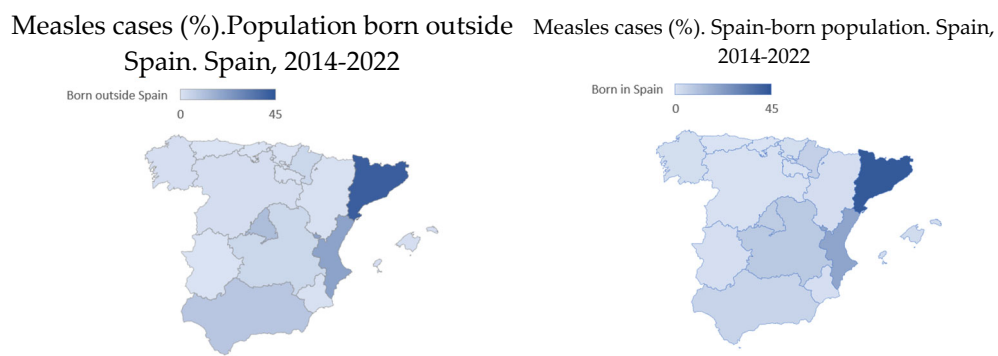 Measles cases (%).Population born outside
Spain. Spain, 2014-2022
Born outside Spain
0 45
Measles cases (%). Spain-born population. Spain,
2014-2022
Born in Spain
0 45